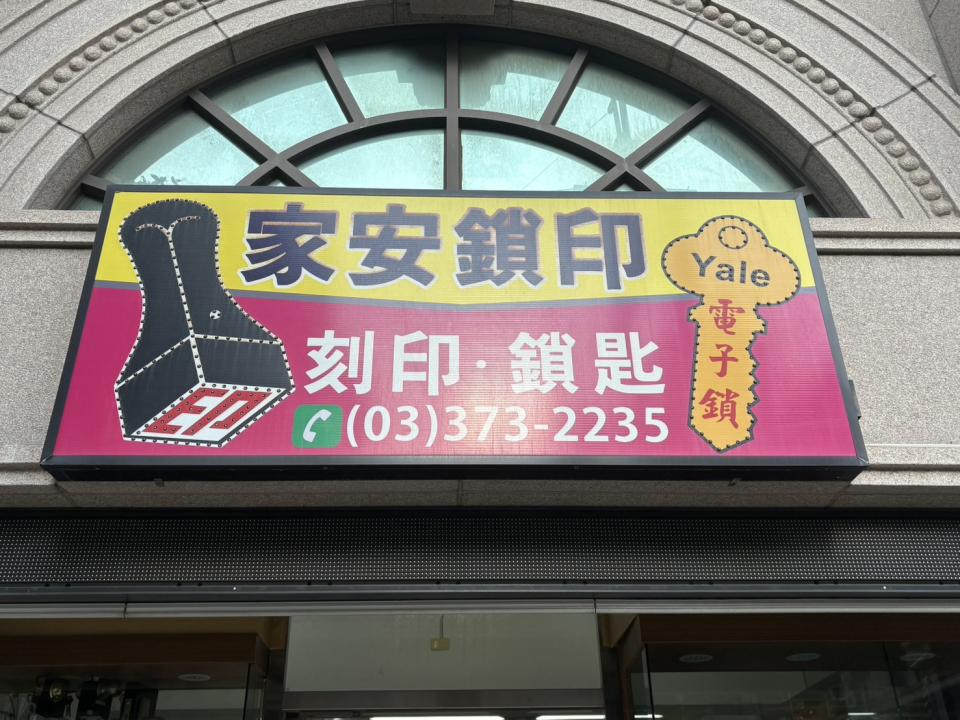 家安鎖印
刻印·鎖匙
(03)373-2235
印
Yale
電子鎖